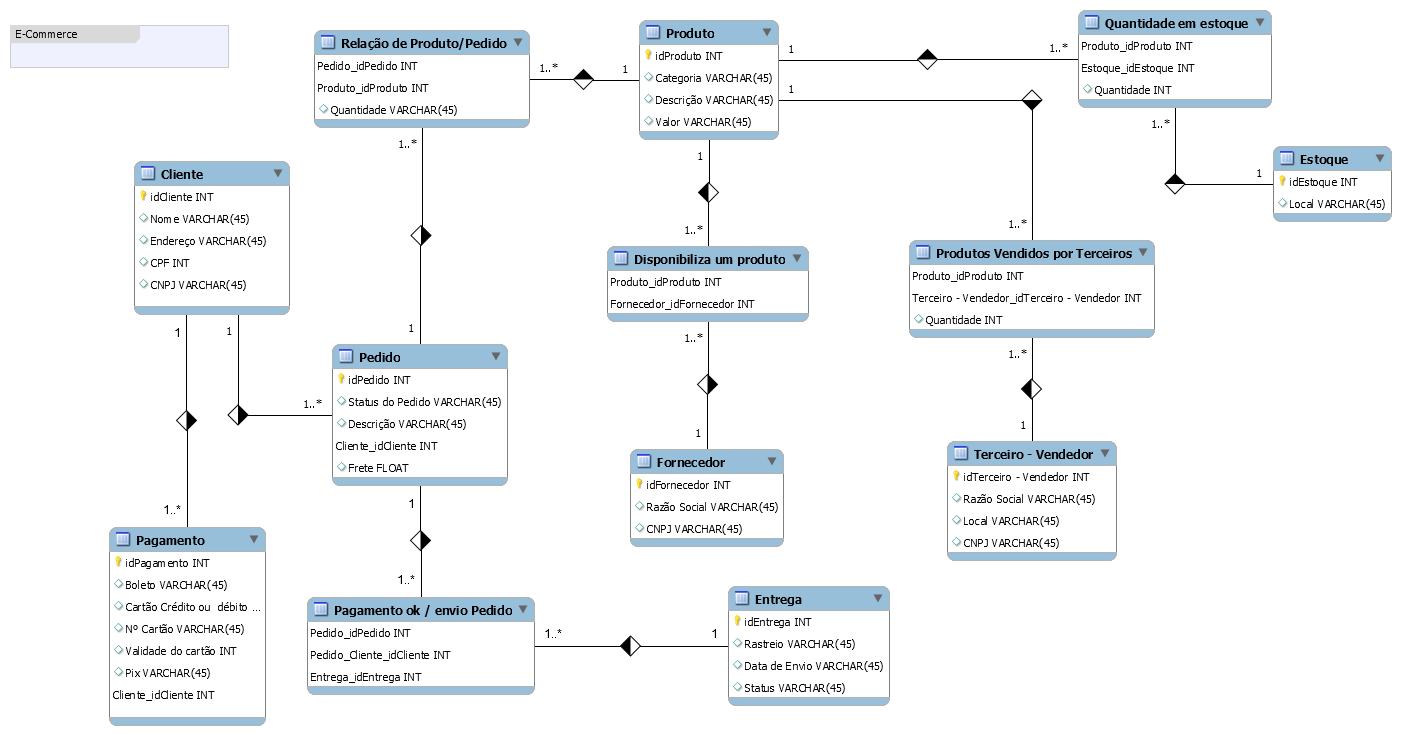 E-Commerce
Relação de Produto/Pedido
Pedido_idPedido INT
Produto_idProduto INT
Quantidade VARCHAR(45)
1..*
1
Produto
idProduto INT
Categoria VARCHAR(45)
Descrição VARCHAR(45)
Valor VARCHAR(45)
1
1..*
1
Quantidade em estoque
Produto_idProduto INT
Estoque_idEstoque INT
Quantidade INT
1..*
1
Estoque
idEstoque INT
Local VARCHAR(45)
1..*
1
Cliente
idCliente INT
Nome VARCHAR(45)
Endereço VARCHAR(45)
CPF INT
CNPJ VARCHAR(45)
1
1
1..*
1..*
1
1..*
Disponibiliza um produto
Produto_idProduto INT
Fornecedor_idFornecedor INT
1..*
1
1..*
Produtos Vendidos por Terceiros
Produto_idProduto INT
Terceiro - Vendedor_idTerceiro - Vendedor INT
Quantidade INT
1..*
1
Pedido
idPedido INT
Status do Pedido VARCHAR(45)
Descrição VARCHAR(45)
Cliente_idCliente INT
Frete FLOAT
1
1..*
Fornecedor
idFornecedor INT
Razão Social VARCHAR(45)
CNPJ VARCHAR(45)
Terceiro - Vendedor
idTerceiro - Vendedor INT
Razão Social VARCHAR(45)
Local VARCHAR(45)
CNPJ VARCHAR(45)
Pagamento
idPagamento INT
Boleto VARCHAR(45)
Cartão Crédito ou débito ...
Nº Cartão VARCHAR(45)
Validade do cartão INT
Pix VARCHAR(45)
Cliente_idCliente INT
Pagamento ok / envio Pedido
Pedido_idPedido INT
Pedido_Cliente_idCliente INT
Entrega_idEntrega INT
1..*
1
Entrega
idEntrega INT
Rastreio VARCHAR(45)
Data de Envio VARCHAR(45)
Status VARCHAR(45)